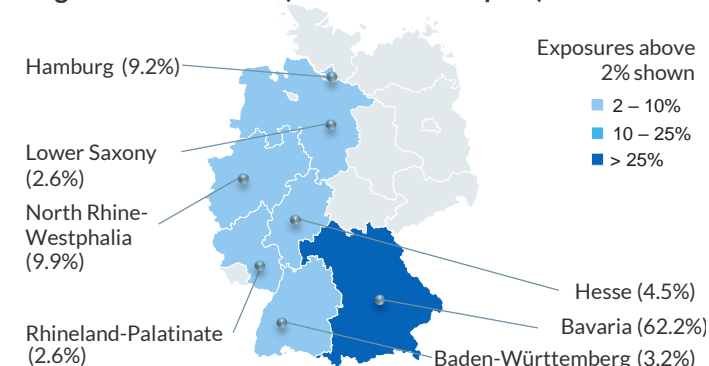 Hamburg (9.2%)
Exposures above
2% shown
2 – 10%
10 – 25%
> 25%
Lower Saxony
(2.6%)
North Rhine-
Westphalia
(9.9%)
Hesse (4.5%)
Bavaria (62.2%)
Rhineland-Palatinate
(2.6%)
Baden-Württemberg (3.2%)